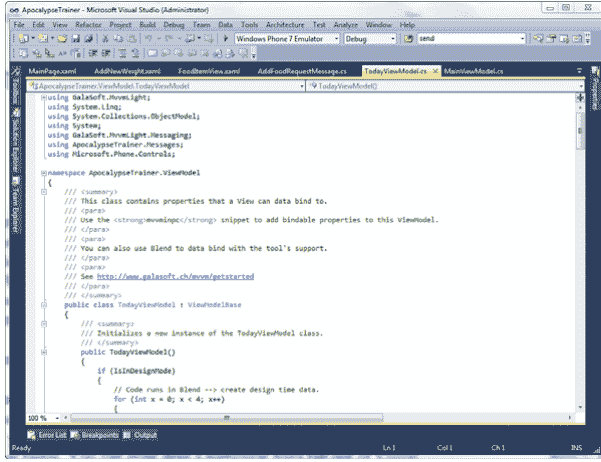 ApocalypseTrainer - Microsoft Visual Studio (Administrator)
File Edit View Refactor Project Build Debug Team Data Tools Architecture Test Analyze Window Help
Windows Phone 7 Emulator Debug send
MainPage.xaml AddNewWeight.xaml FoodItemView.xaml AddFoodRequestMessage.cs TodayViewModel.cs MainViewModel.cs
ApocalypseTrainer.ViewModel.TodayViewModel TodayViewModel()
Toolbox
Solution Explorer
Team Explorer
Properties
using GalaSoft.MvvmLight;
using System.Linq;
using System.Collections.ObjectModel;
using System;
using GalaSoft.MvvmLight.Messaging;
using ApocalypseTrainer.Messages;
using Microsoft.Phone.Controls;
namespace ApocalypseTrainer.ViewModel
{
/// <summary>
/// This class contains properties that a View can data bind to.
/// <para>
/// Use the <strong>mvvminpc</strong> snippet to add bindable properties to this ViewModel.
/// </para>
/// <para>
/// You can also use Blend to data bind with the tool's support.
/// </para>
/// <para>
/// See http://www.galasoft.ch/mvvm/getstarted
/// </para>
/// </summary>
public class TodayViewModel : ViewModelBase
{
/// <summary>
/// Initializes a new instance of the TodayViewModel class.
/// </summary>
public TodayViewModel()
{
if (IsInDesignMode)
{
// Code runs in Blend --> create design time data.
for (int x = 0; x < 4; x++)
{
100 %
Error List Breakpoints Output
Ready Ln 1 Col 1 Ch 1 INS